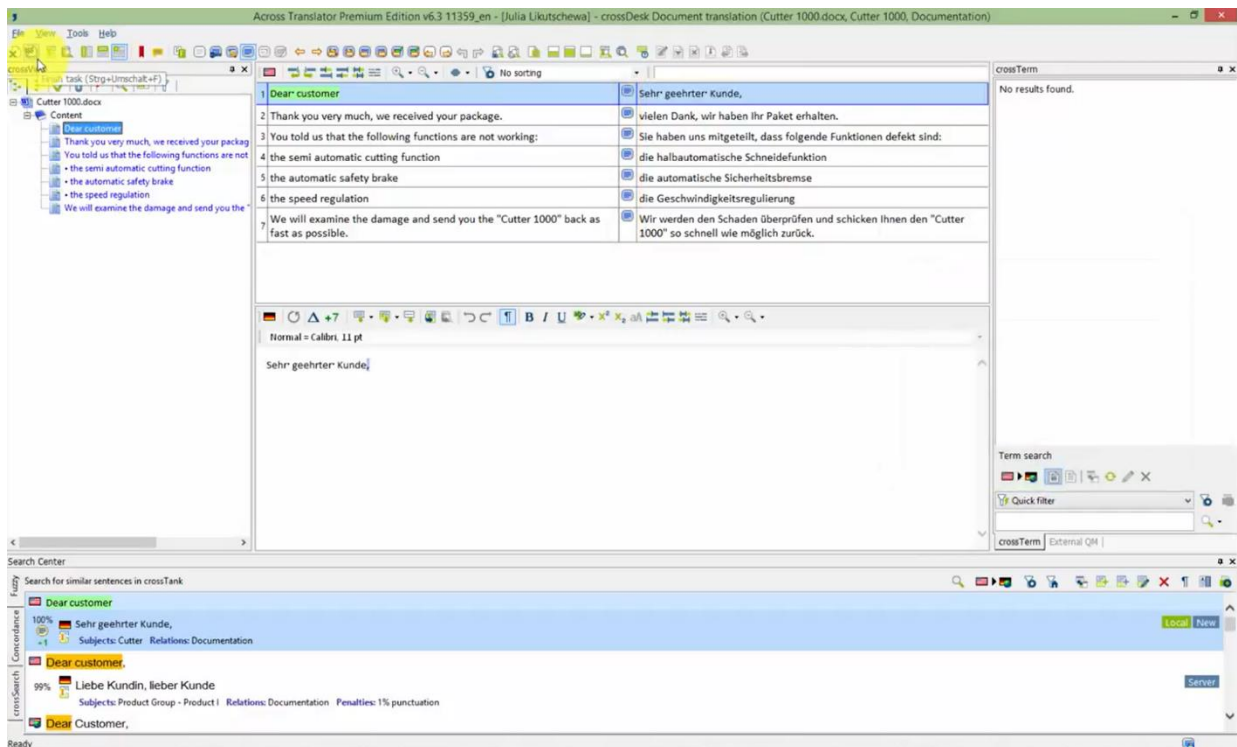 Across Translator Premium Edition v6.3 11359_en - [Julia Likutschewa] - crossDesk Document translation (Cutter 1000.docx, Cutter 1000, Documentation)
File View Tools Help
task (Strg+Umschalt+F)
No sorting
Cutter 1000.docx
Content
Dear customer
Thank you very much, we received your packag
You told us that the following functions are not
• the semi automatic cutting function
• the automatic safety brake
• the speed regulation
We will examine the damage and send you the "
1 Dear customer Sehr geehrter Kunde,
2 Thank you very much, we received your package. vielen Dank, wir haben Ihr Paket erhalten.
3 You told us that the following functions are not working: Sie haben uns mitgeteilt, dass folgende Funktionen defekt sind:
4 the semi automatic cutting function die halbautomatische Schneidefunktion
5 the automatic safety brake die automatische Sicherheitsbremse
6 the speed regulation die Geschwindigkeitsregulierung
7 We will examine the damage and send you the "Cutter 1000" back as
fast as possible.
Wir werden den Schaden überprüfen und schicken Ihnen den "Cutter
1000" so schnell wie möglich zurück.
+7 B I U x² x₂ aA
Normal = Calibri, 11 pt
Sehr geehrter Kunde,
crossTerm
No results found.
Term search
Quick filter
crossTerm External QM
Search Center
Fuzzy
Concordance
crossSearch
Search for similar sentences in crossTank
Dear customer
100% Sehr geehrter Kunde, Local New
-1 Subjects: Cutter Relations: Documentation
Dear customer,
99% Liebe Kundin, lieber Kunde Server
Subjects: Product Group - Product I Relations: Documentation Penalties: 1% punctuation
Dear Customer,
Ready